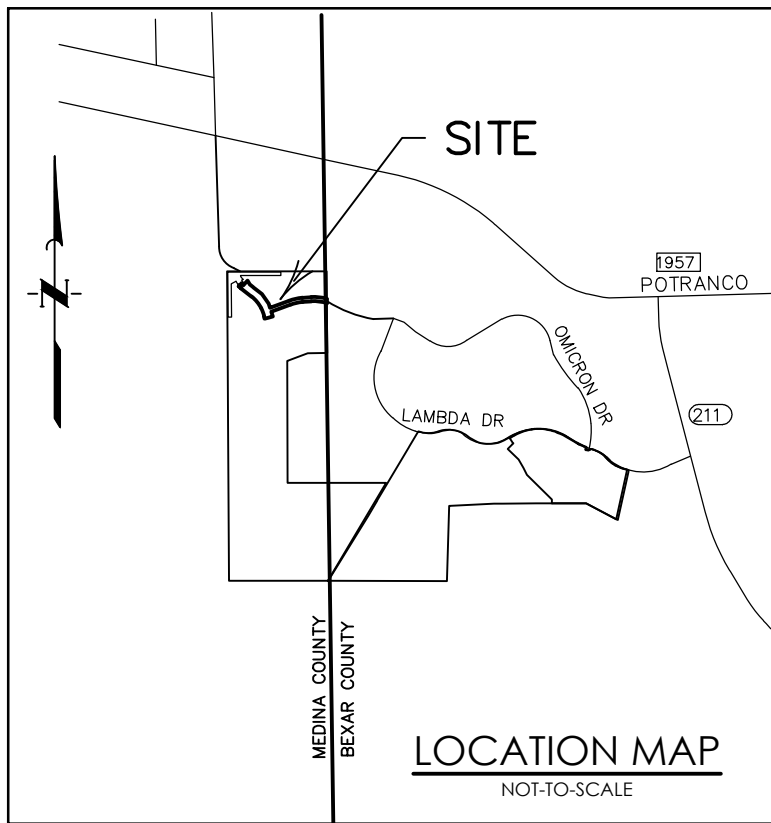 SITE
1957
POTRANCO
OMICRON DR
211
LAMBDA DR
N
MEDINA COUNTY
BEXAR COUNTY
LOCATION MAP
NOT-TO-SCALE